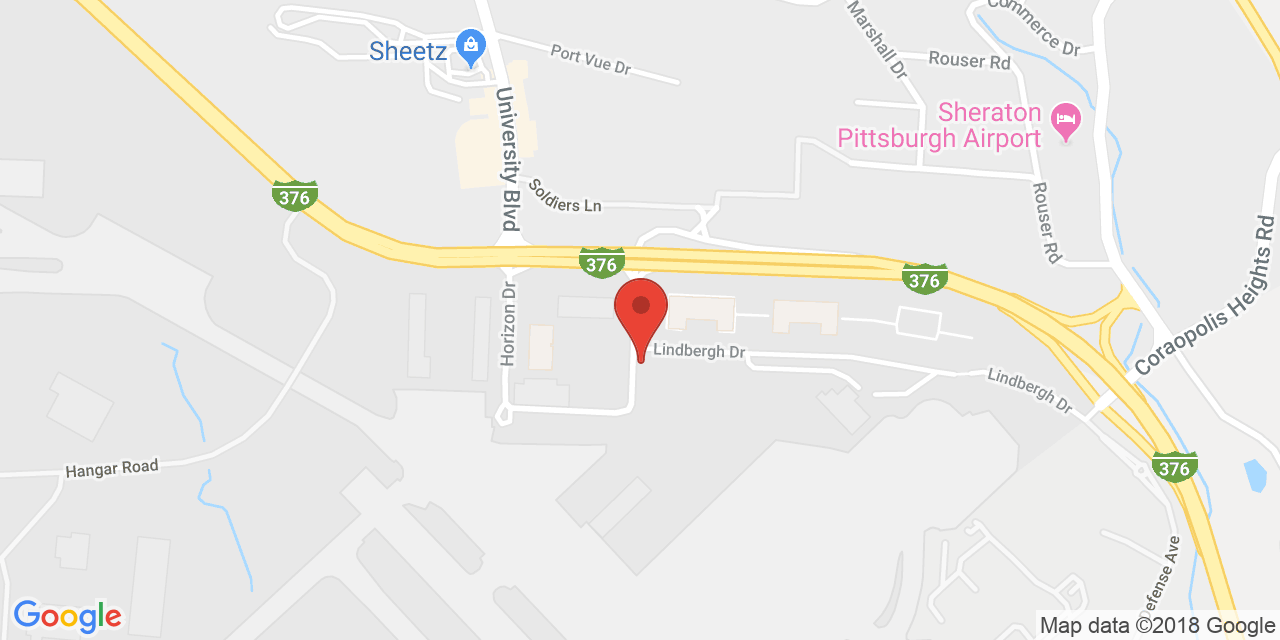 Commerce Dr
Marshall Dr
Sheetz
Port Vue Dr
Rouser Rd
University Blvd
Sheraton
Pittsburgh Airport
Soldiers Ln
Rouser Rd
376
376
376
Coraopolis Heights Rd
Horizon Dr
Lindbergh Dr
Lindbergh Dr
Hangar Road
376
Defense Ave
Google
Map data ©2018 Google